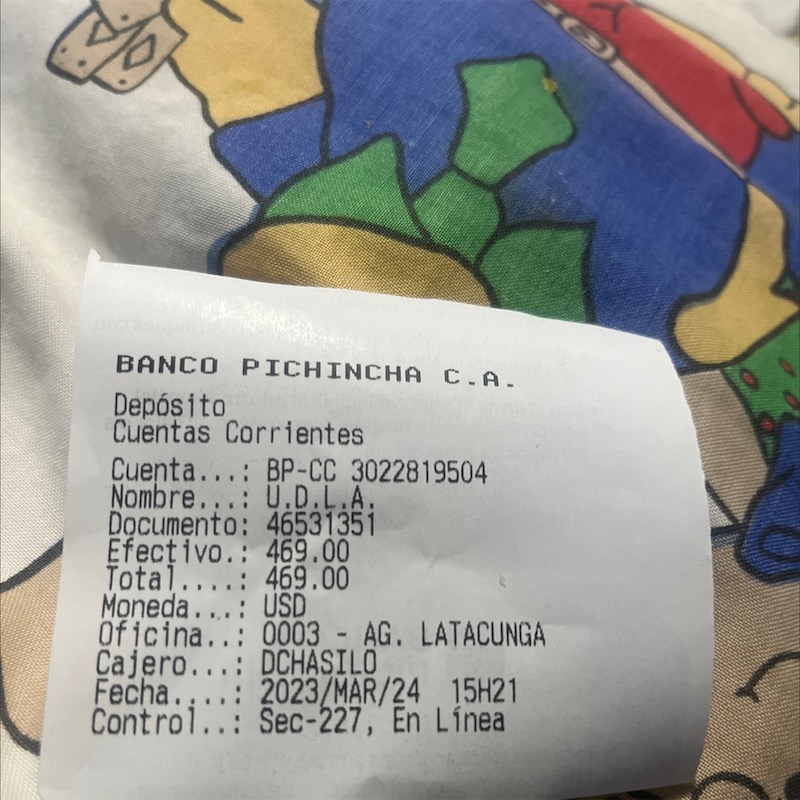 BANCO PICHINCHA C.A.
Depósito
Cuentas Corrientes
Cuenta...: BP-CC 3022819504
Nombre...: U.D.L.A.
Documento: 46531351
Efectivo.: 469.00
Total....: 469.00
Moneda...: USD
Oficina..: 0003 - AG. LATACUNGA
Cajero...: DCHASILO
Fecha....: 2023/MAR/24 15H21
Control..: Sec-227, En Línea